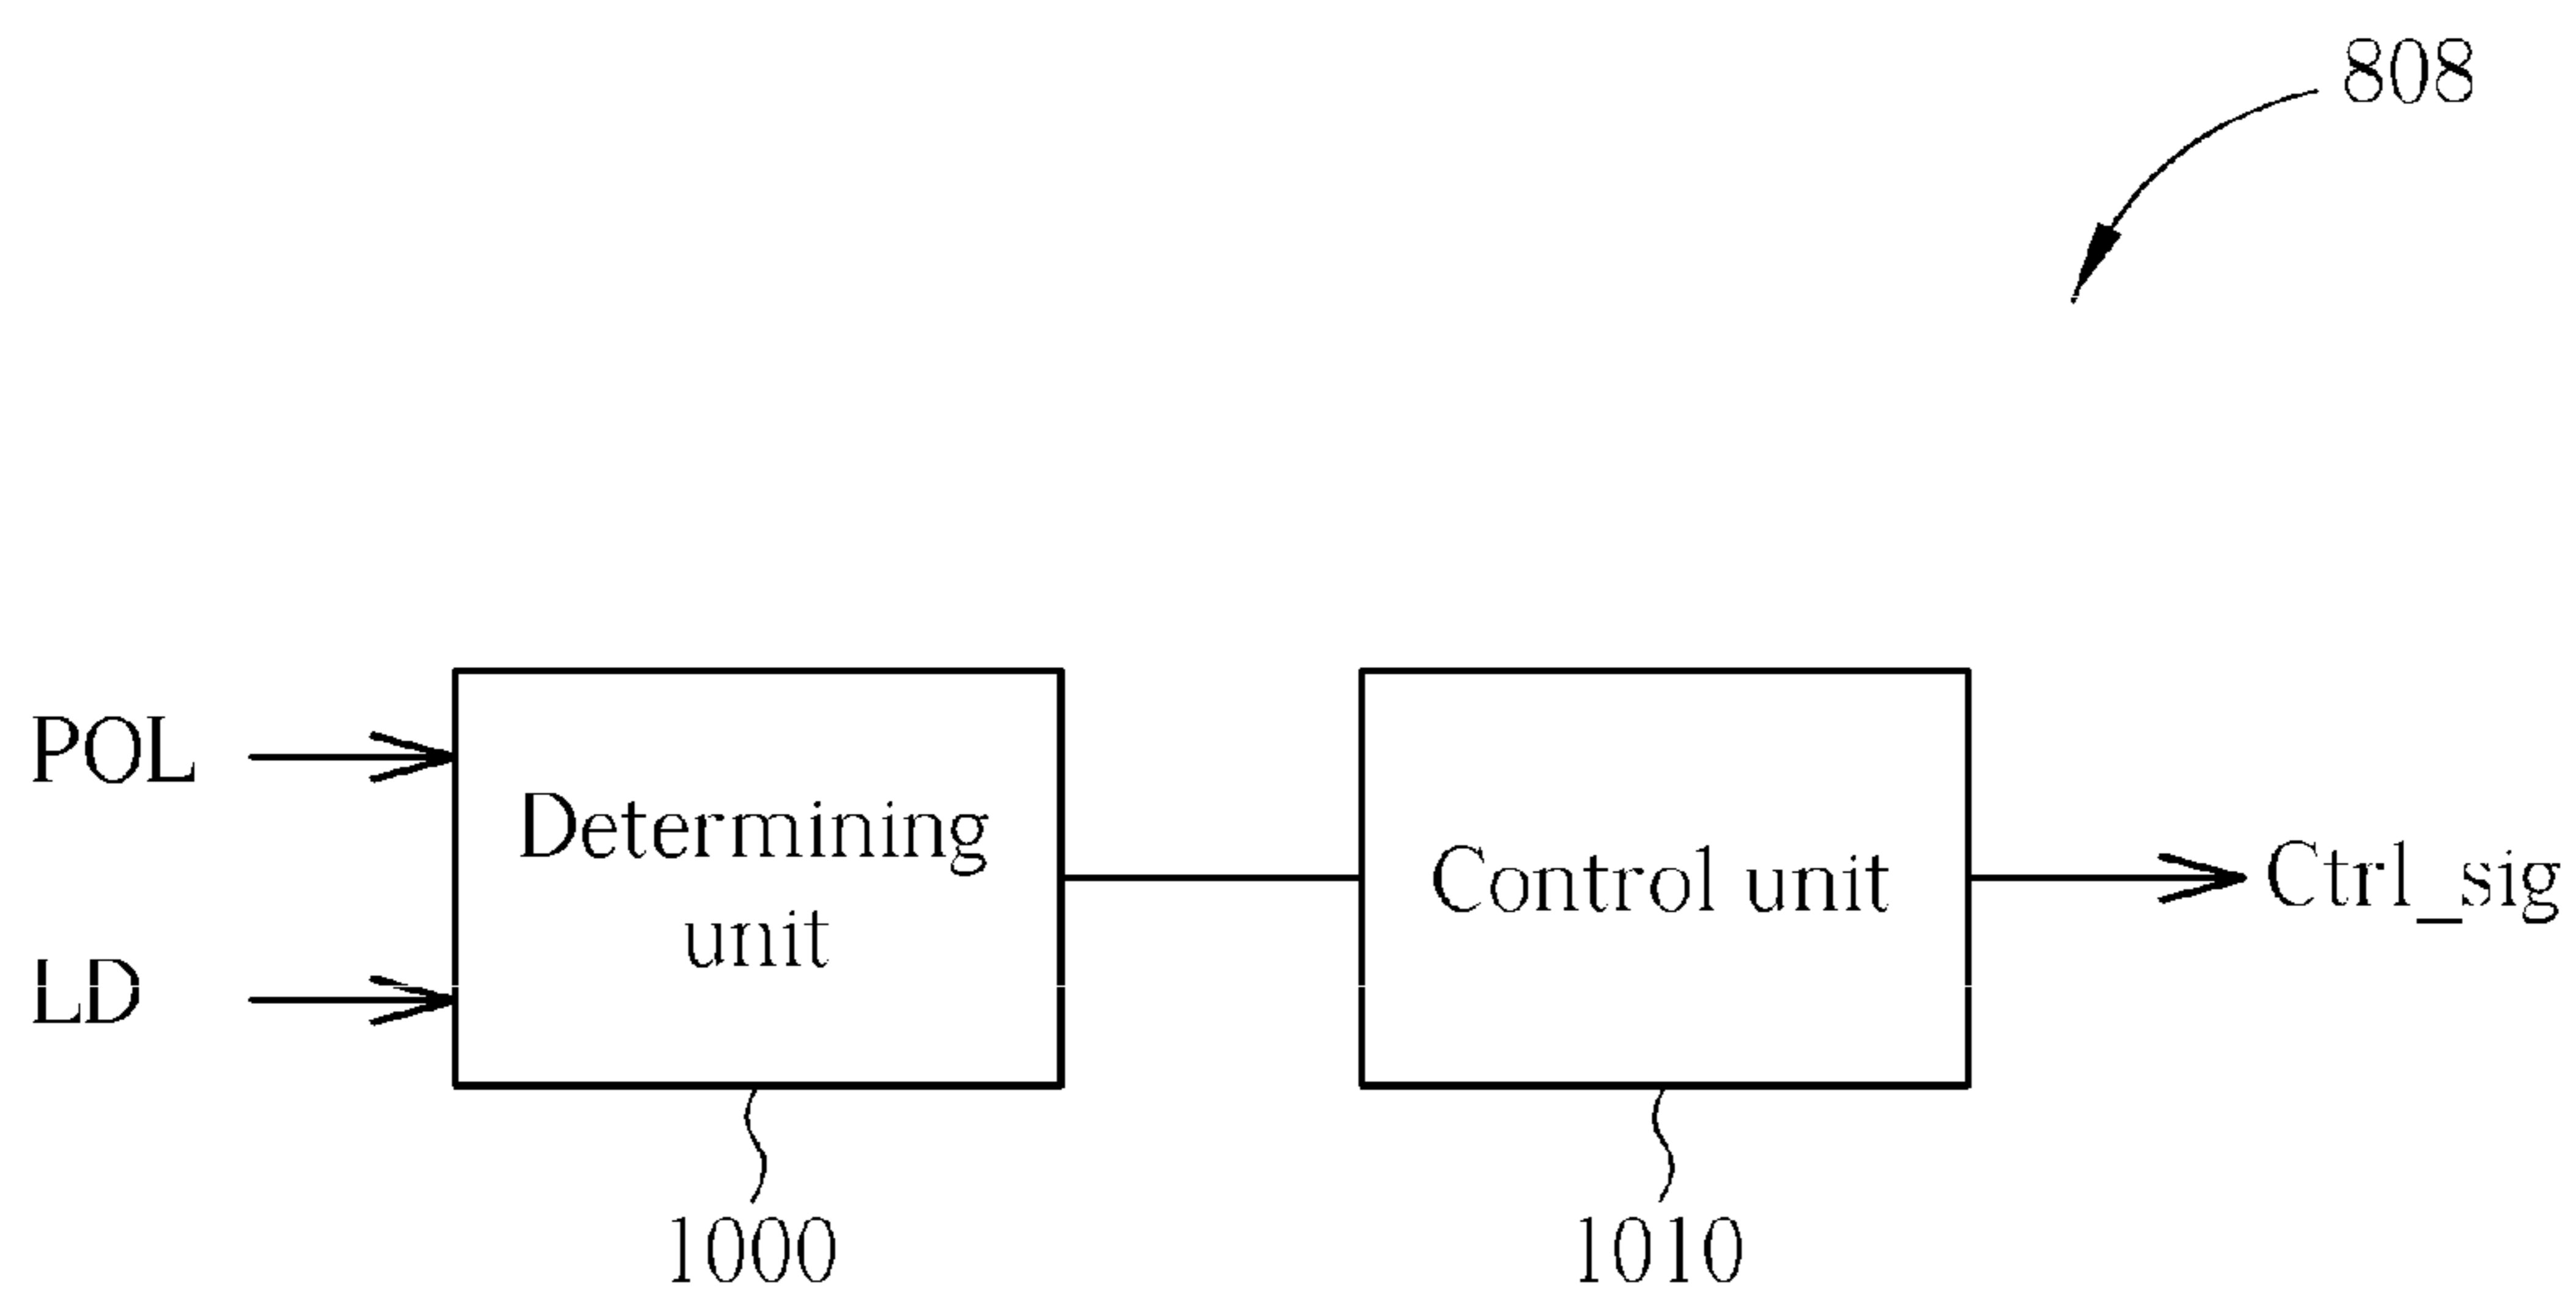 808
POL
Determining
unit
LD
Control unit
Ctrl_sig
1000
1010